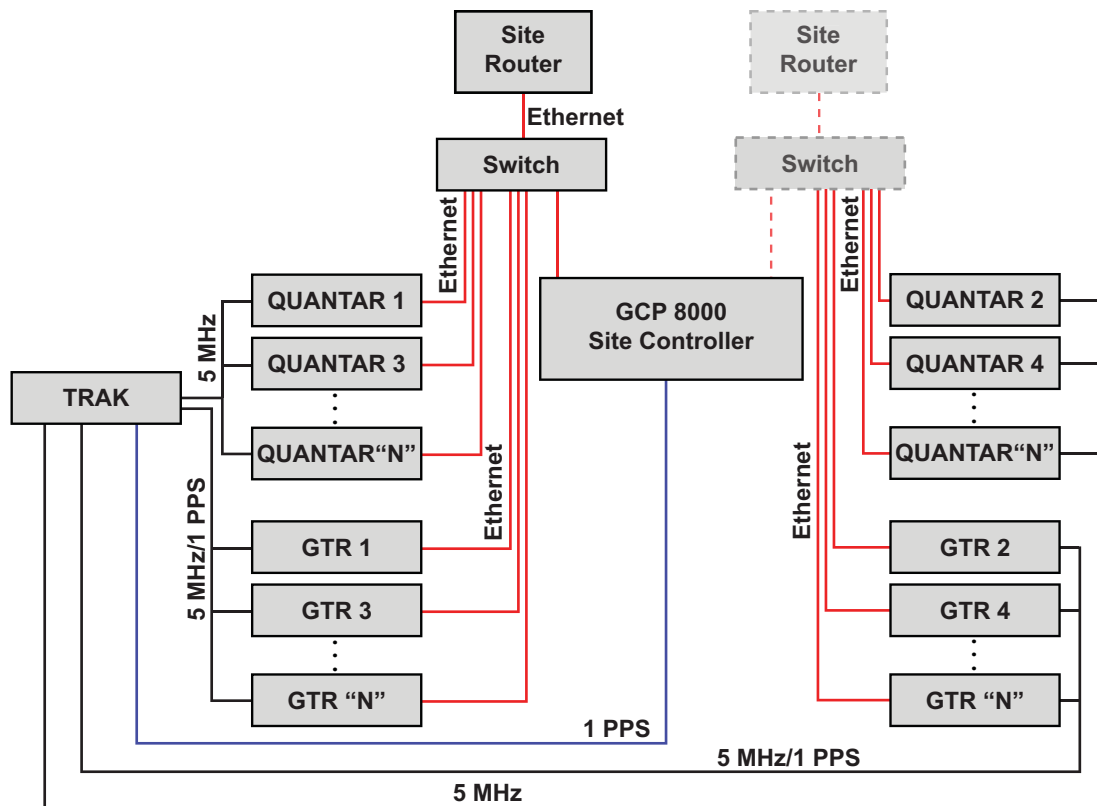 Site
Router
Site
Router
Ethernet
Switch
Switch
Ethernet
Ethernet
QUANTAR 1
GCP 8000
Site Controller
QUANTAR 2
5 MHz
QUANTAR 3
QUANTAR 4
TRAK
QUANTAR“N”
QUANTAR“N”
Ethernet
Ethernet
5 MHz/1 PPS
GTR 1
GTR 2
GTR 3
GTR 4
GTR “N”
GTR “N”
1 PPS
5 MHz/1 PPS
5 MHz